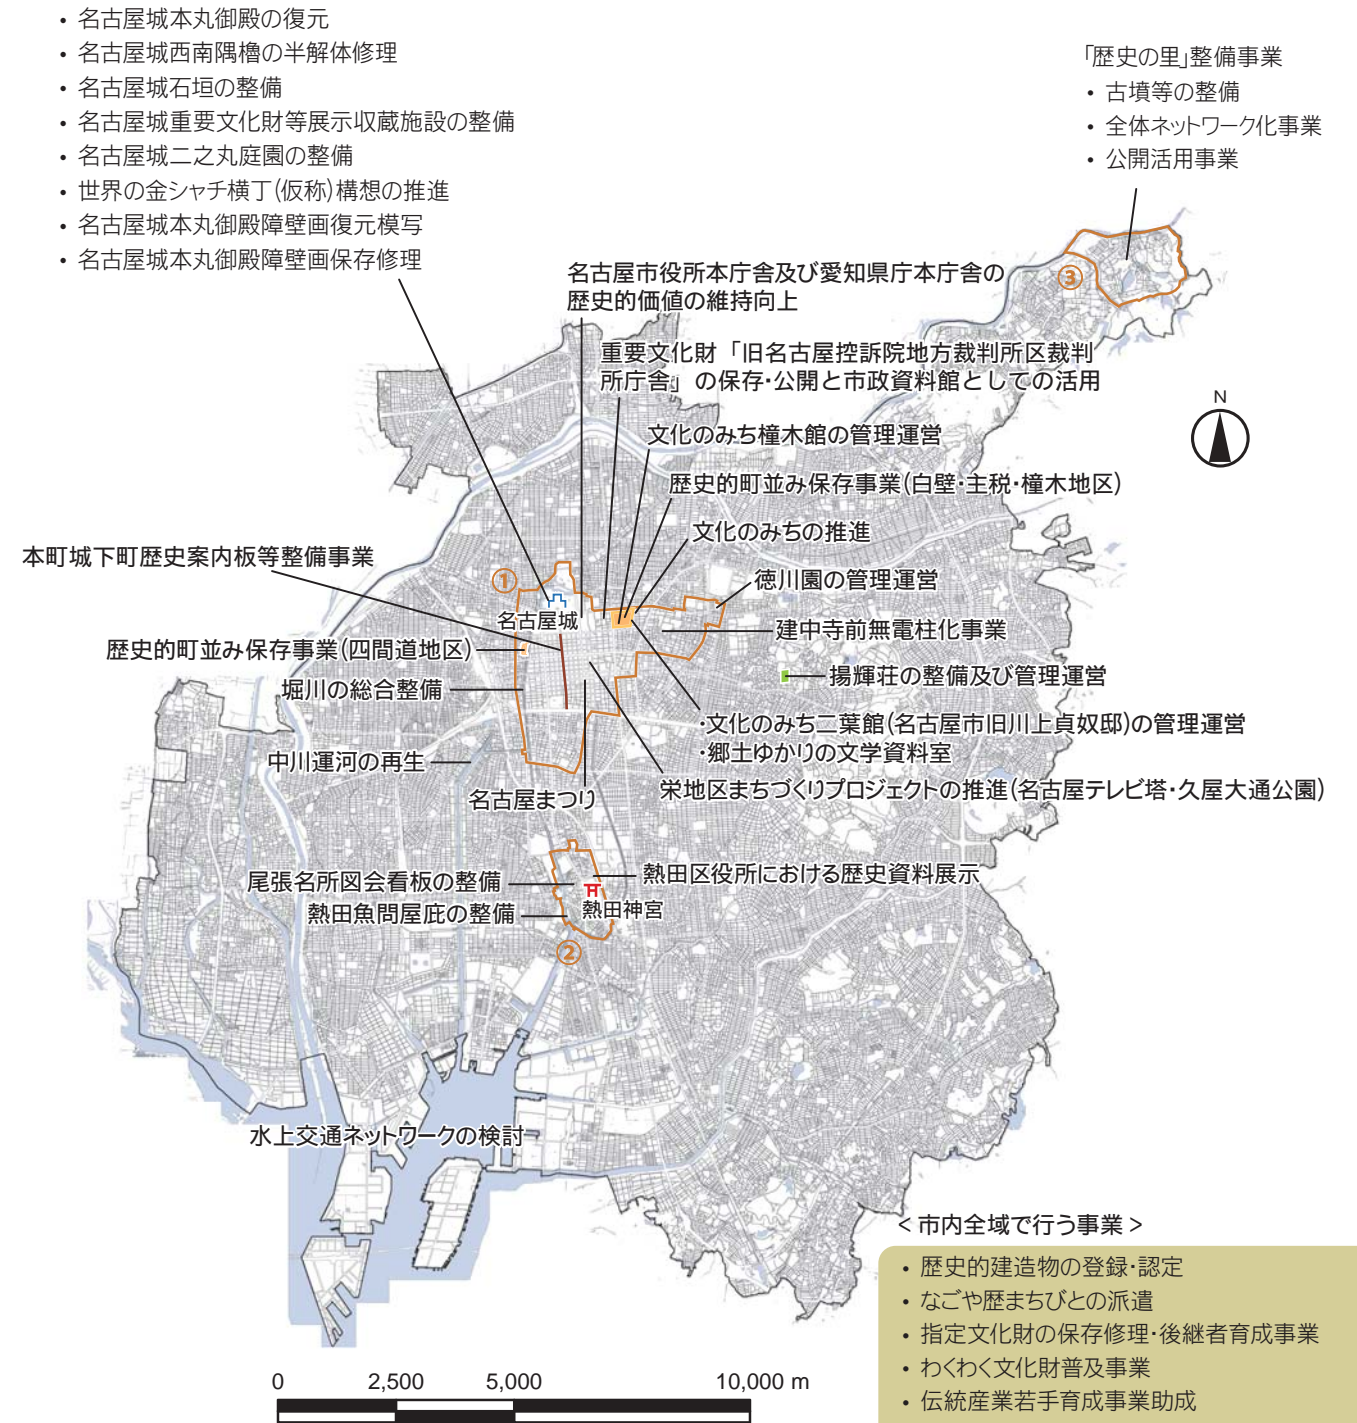 • 名古屋城本丸御殿の復元
• 名古屋城西南隅櫓の半解体修理
• 名古屋城石垣の整備
• 名古屋城重要文化財等展示収蔵施設の整備
• 名古屋城二之丸庭園の整備
• 世界の金シャチ横丁(仮称)構想の推進
• 名古屋城本丸御殿障壁画復元模写
• 名古屋城本丸御殿障壁画保存修理
「歴史の里」整備事業
• 古墳等の整備
• 全体ネットワーク化事業
• 公開活用事業
③
名古屋市役所本庁舎及び愛知県庁本庁舎の
歴史的価値の維持向上
重要文化財「旧名古屋控訴院地方裁判所区裁判
所庁舎」の保存・公開と市政資料館としての活用
N
文化のみち橦木館の管理運営
歴史的町並み保存事業(白壁・主税・橦木地区)
文化のみちの推進
本町城下町歴史案内板等整備事業
①
徳川園の管理運営
名古屋城
建中寺前無電柱化事業
歴史的町並み保存事業(四間道地区)
揚輝荘の整備及び管理運営
堀川の総合整備
・文化のみち二葉館(名古屋市旧川上貞奴邸)の管理運営
・郷土ゆかりの文学資料室
中川運河の再生
名古屋まつり
栄地区まちづくりプロジェクトの推進(名古屋テレビ塔・久屋大通公園)
尾張名所図会看板の整備
熱田区役所における歴史資料展示
熱田魚問屋庇の整備
熱田神宮
②
水上交通ネットワークの検討
< 市内全域で行う事業 >
• 歴史的建造物の登録・認定
• なごや歴まちびとの派遣
• 指定文化財の保存修理・後継者育成事業
• わくわく文化財普及事業
• 伝統産業若手育成事業助成
0 2,500 5,000 10,000 m